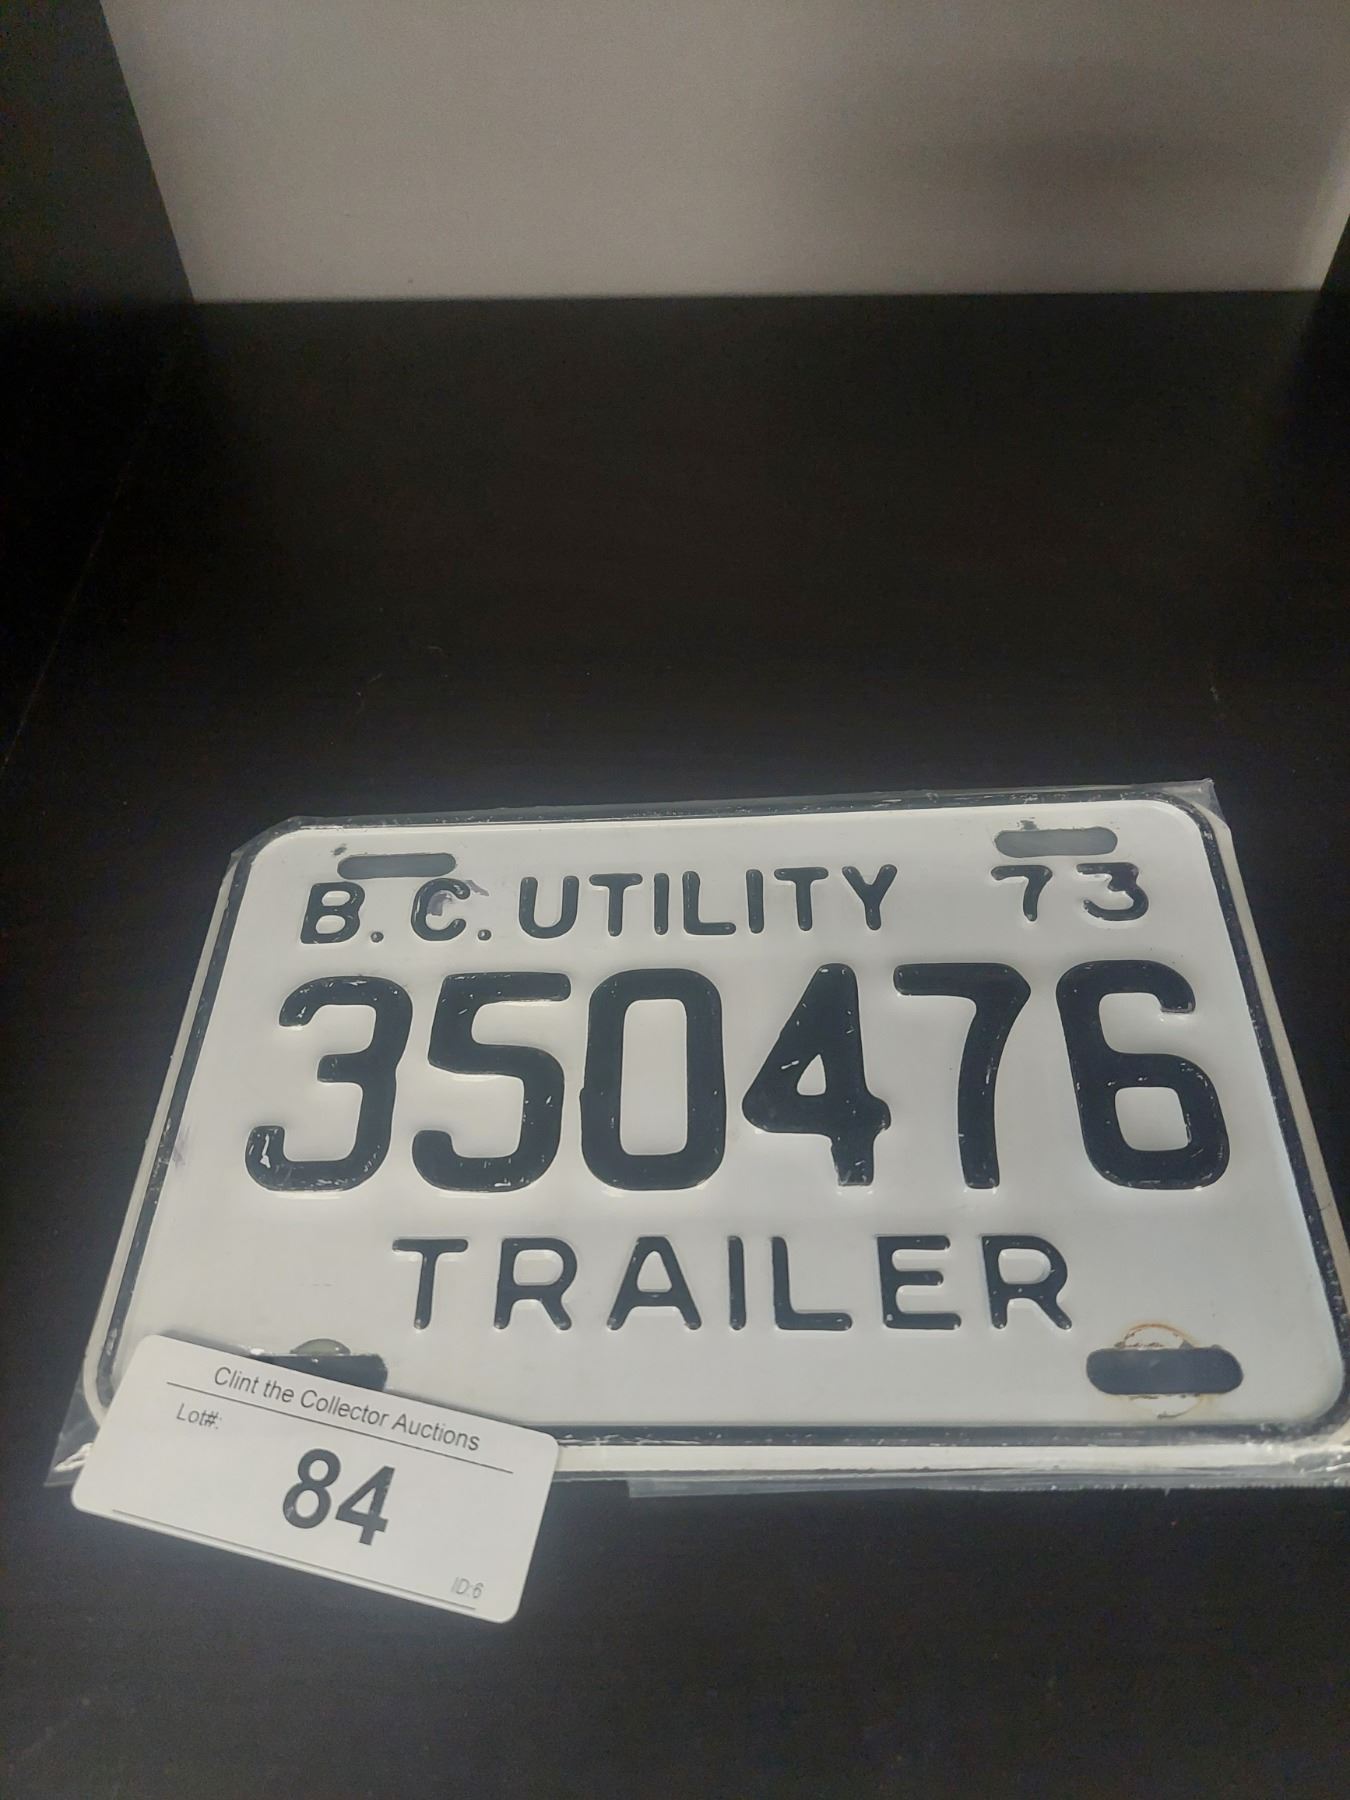 B.C. UTILITY 73
350476
TRAILER
Clint the Collector Auctions
Lot#:
84
ID:6